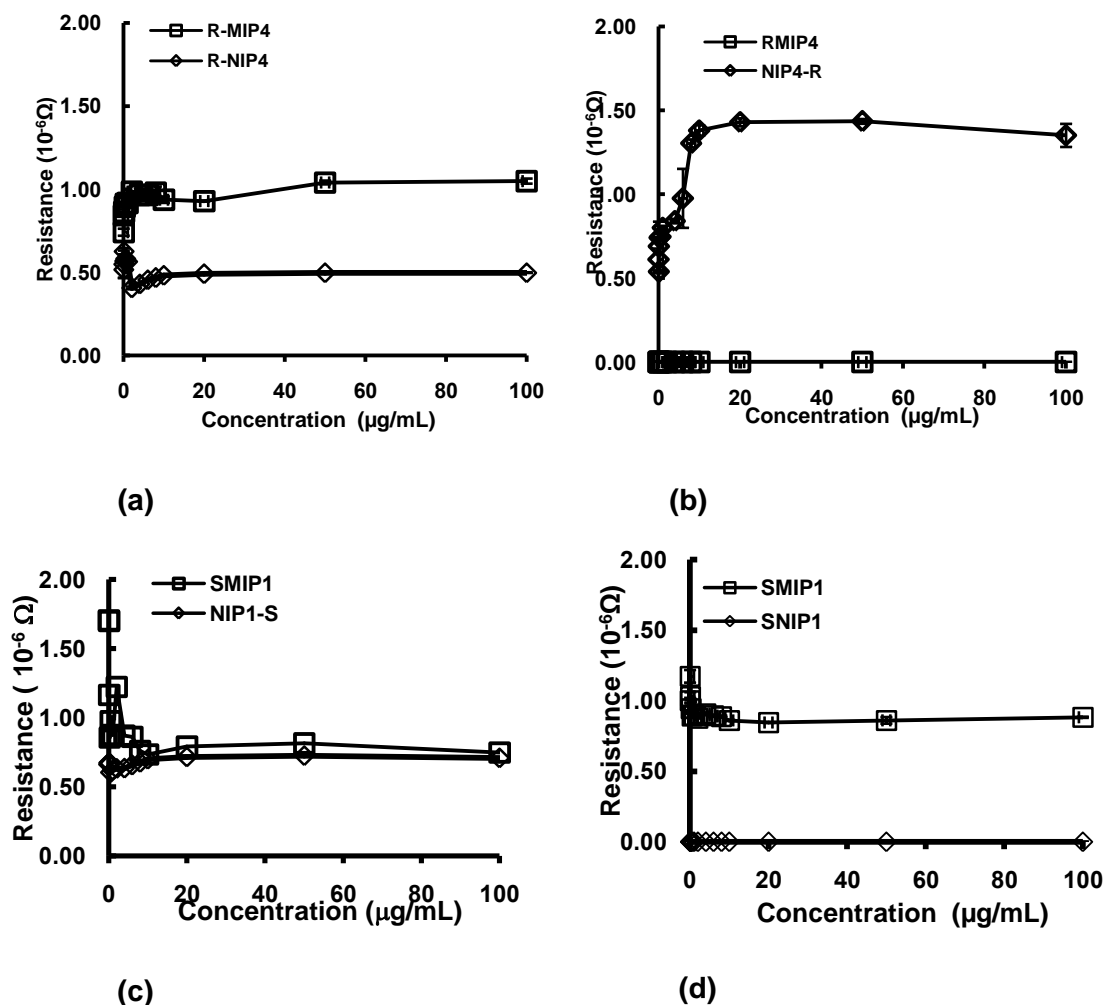 2.00
1.50
1.00
0.50
0.00
Resistance (10⁻⁶Ω)
R-MIP4
R-NIP4
0 20 40 60 80 100
Concentration (µg/mL)
(a)
2.00
1.50
1.00
0.50
0.00
Resistance (10⁻⁶Ω)
RMIP4
NIP4-R
0 20 40 60 80 100
Concentration (µg/mL)
(b)
2.00
1.50
1.00
0.50
0.00
Resistance ( 10⁻⁶ Ω)
SMIP1
NIP1-S
0 20 40 60 80 100
Concentration (µg/mL)
(c)
2.00
1.50
1.00
0.50
0.00
Resistance (10⁻⁶Ω)
SMIP1
SNIP1
0 20 40 60 80 100
Concentration (µg/mL)
(d)